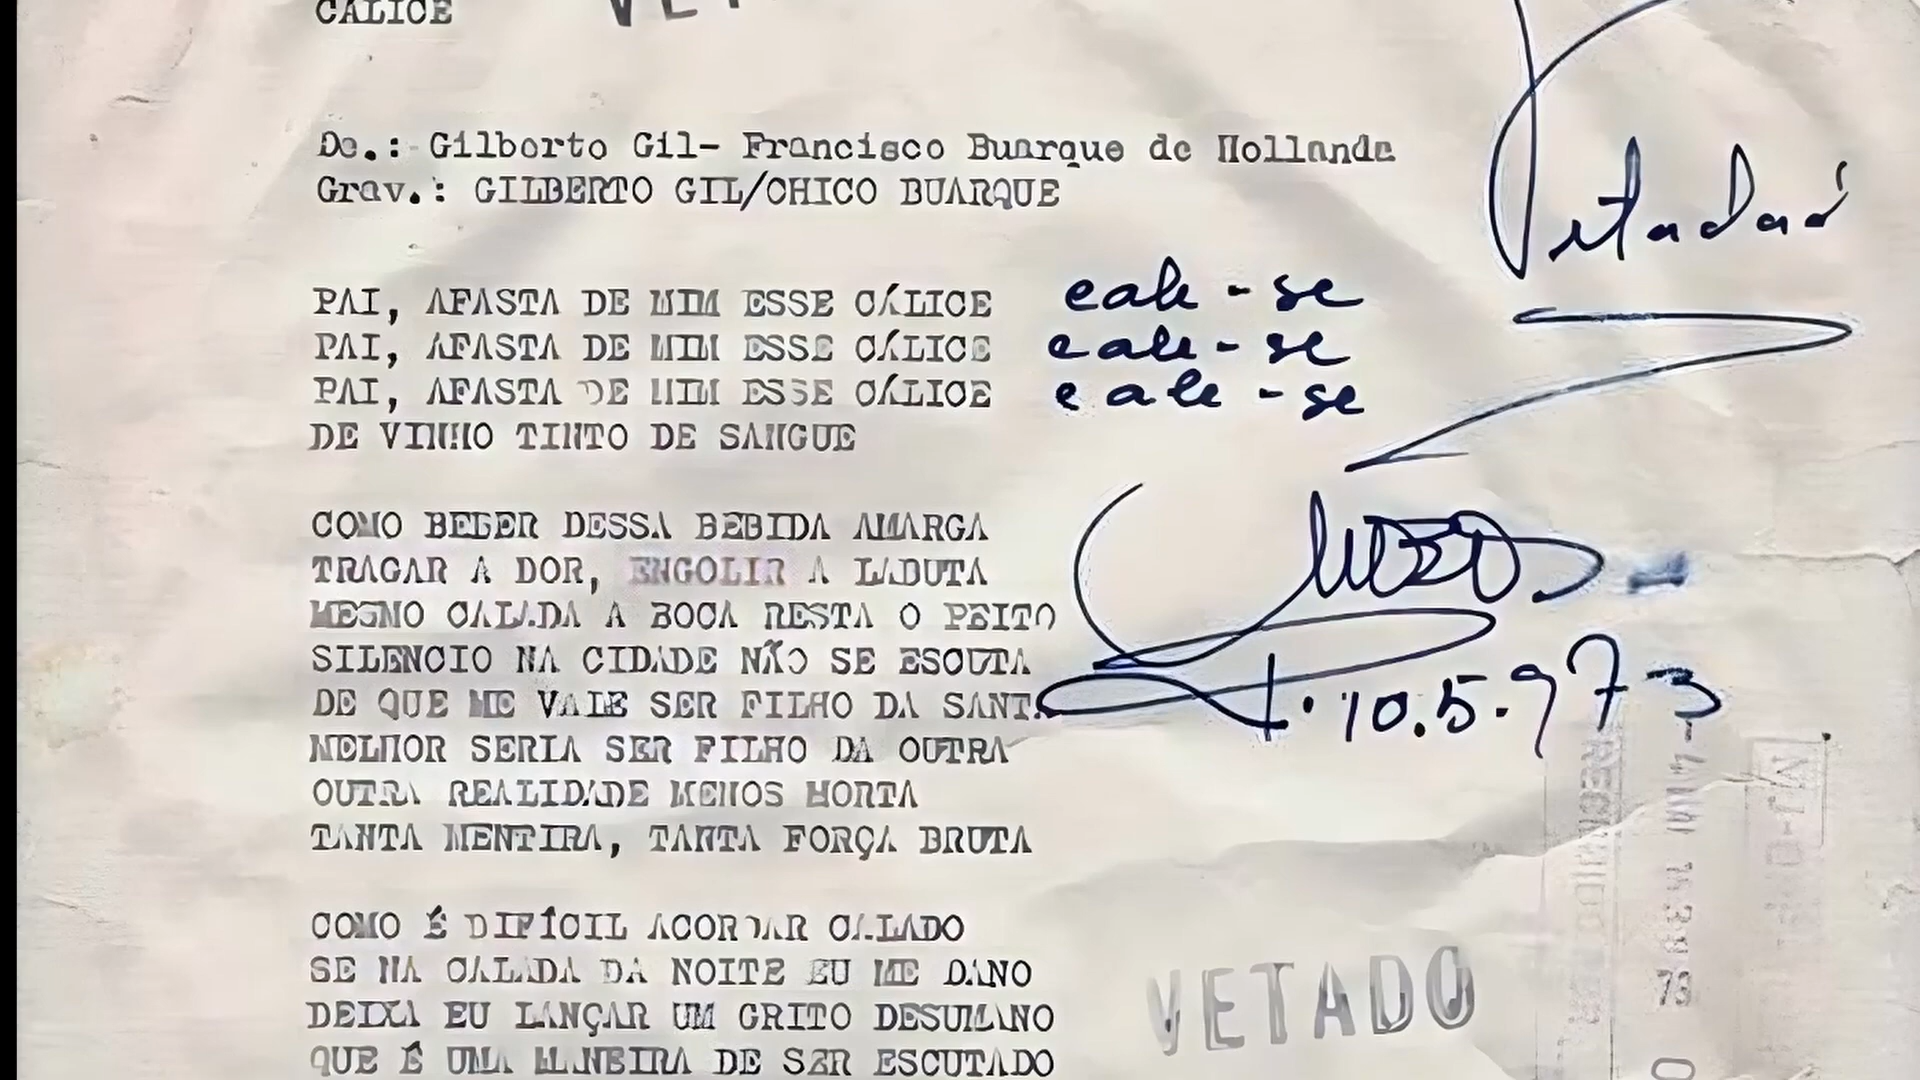 CÁLICE
De.: Gilberto Gil- Francisco Buarque de Hollanda
Grav.: GILBERTO GIL/CHICO BUARQUE
Vetada
PAI, AFASTA DE MIM ESSE CÁLICE cale-se
PAI, AFASTA DE MIM ESSE CÁLICE cale-se
PAI, AFASTA DE MIM ESSE CÁLICE cale-se
DE VINHO TINTO DE SANGUE
COMO BEBER DESSA BEBIDA AMARGA
TRAGAR A DOR, ENGOLIR A LABUTA
MESMO CALADA A BOCA RESTA O PEITO
SILENCIO NA CIDADE NÃO SE ESCUTA
DE QUE ME VALE SER FILHO DA SANTA
MELHOR SERIA SER FILHO DA OUTRA
10.5.973
OUTRA REALIDADE MENOS MORTA
TANTA MENTIRA, TANTA FORÇA BRUTA
COMO É DIFÍCIL ACORDAR CALADO
SE NA CALADA DA NOITE EU ME DANO
DEIXA EU LANÇAR UM GRITO DESUMANO
QUE É UMA MANEIRA DE SER ESCUTADO
VETADO
73